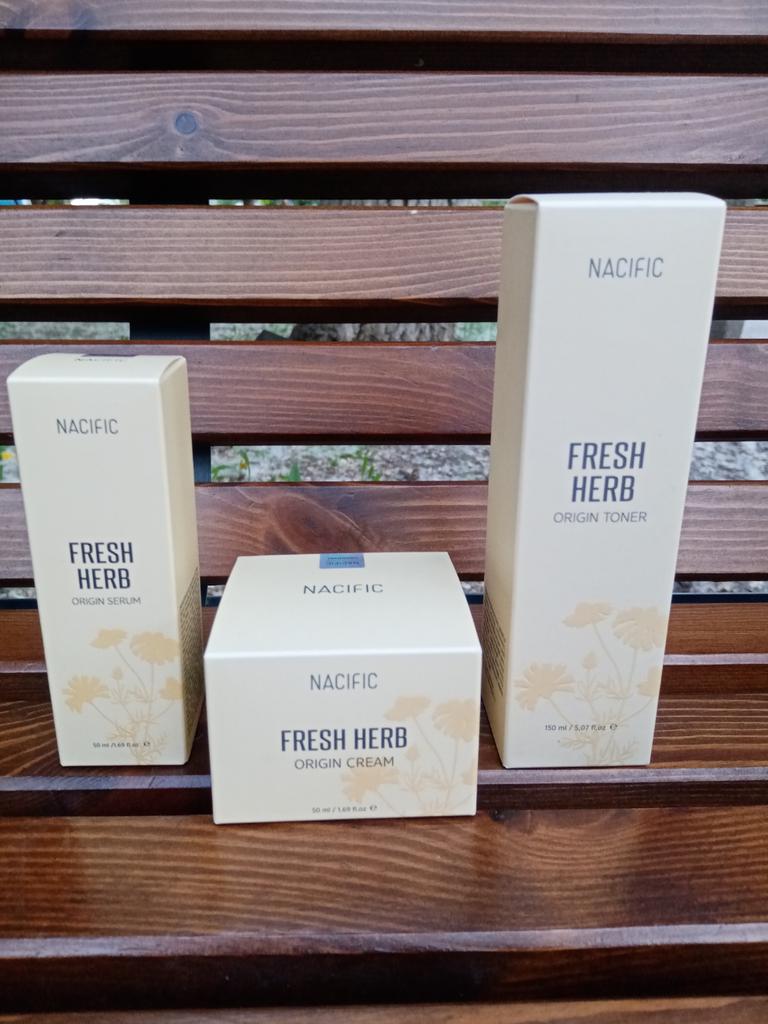 NACIFIC
FRESH
HERB
ORIGIN SERUM
50 ml /1.69 fl.oz ℮
NACIFIC
NACIFIC
NACIFIC
FRESH HERB
ORIGIN CREAM
50 ml / 1.69 fl.oz ℮
NACIFIC
FRESH
HERB
ORIGIN TONER
150 ml / 5.07 fl.oz ℮